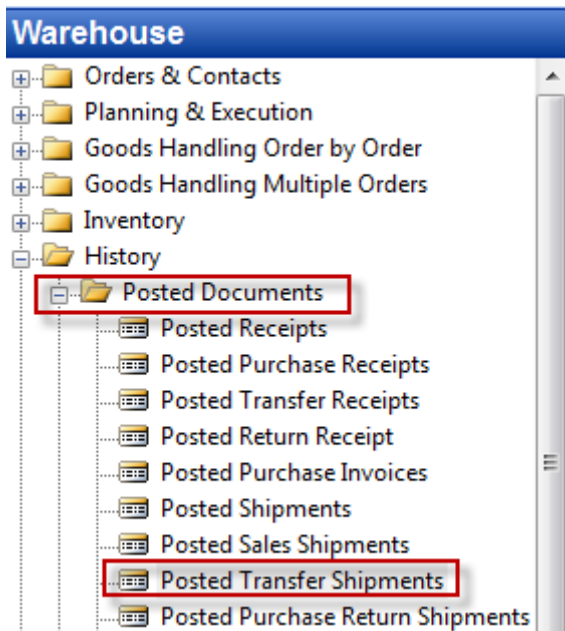 Warehouse
Orders & Contacts
Planning & Execution
Goods Handling Order by Order
Goods Handling Multiple Orders
Inventory
History
Posted Documents
Posted Receipts
Posted Purchase Receipts
Posted Transfer Receipts
Posted Return Receipt
Posted Purchase Invoices
Posted Shipments
Posted Sales Shipments
Posted Transfer Shipments
Posted Purchase Return Shipments